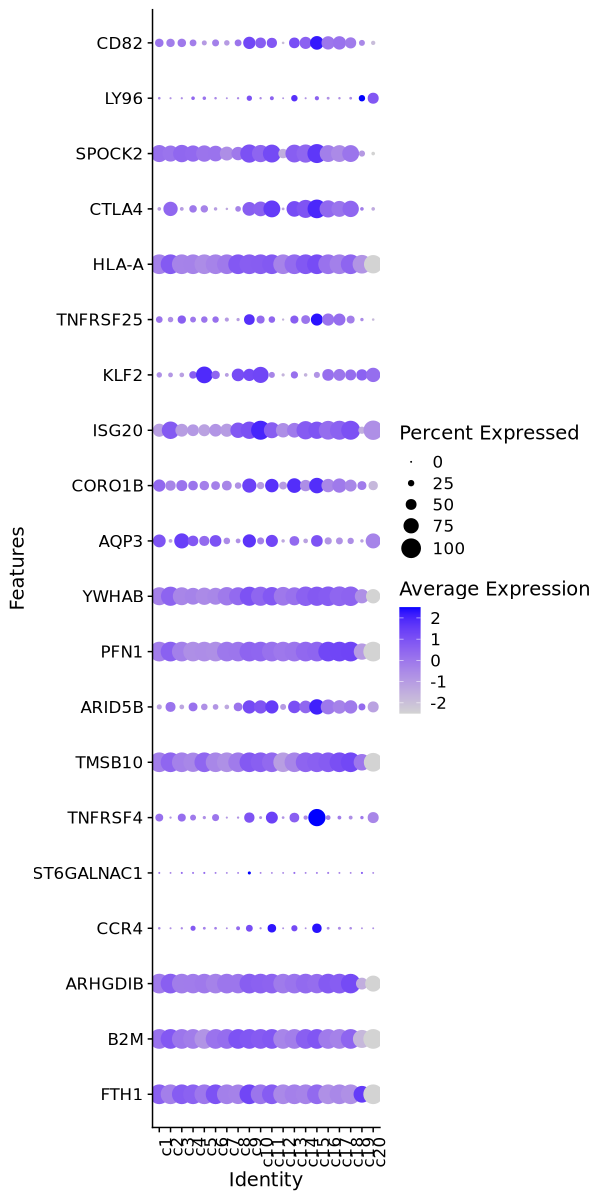 CD82
LY96
SPOCK2
CTLA4
HLA-A
TNFRSF25
KLF2
ISG20
CORO1B
AQP3
YWHAB
PFN1
ARID5B
TMSB10
TNFRSF4
ST6GALNAC1
CCR4
ARHGDIB
B2M
FTH1
Features
c1 c2 c3 c4 c5 c6 c7 c8 c9 c10 c11 c12 c13 c14 c15 c16 c17 c18 c19 c20
Identity
Percent Expressed
0
25
50
75
100
Average Expression
2
1
0
-1
-2